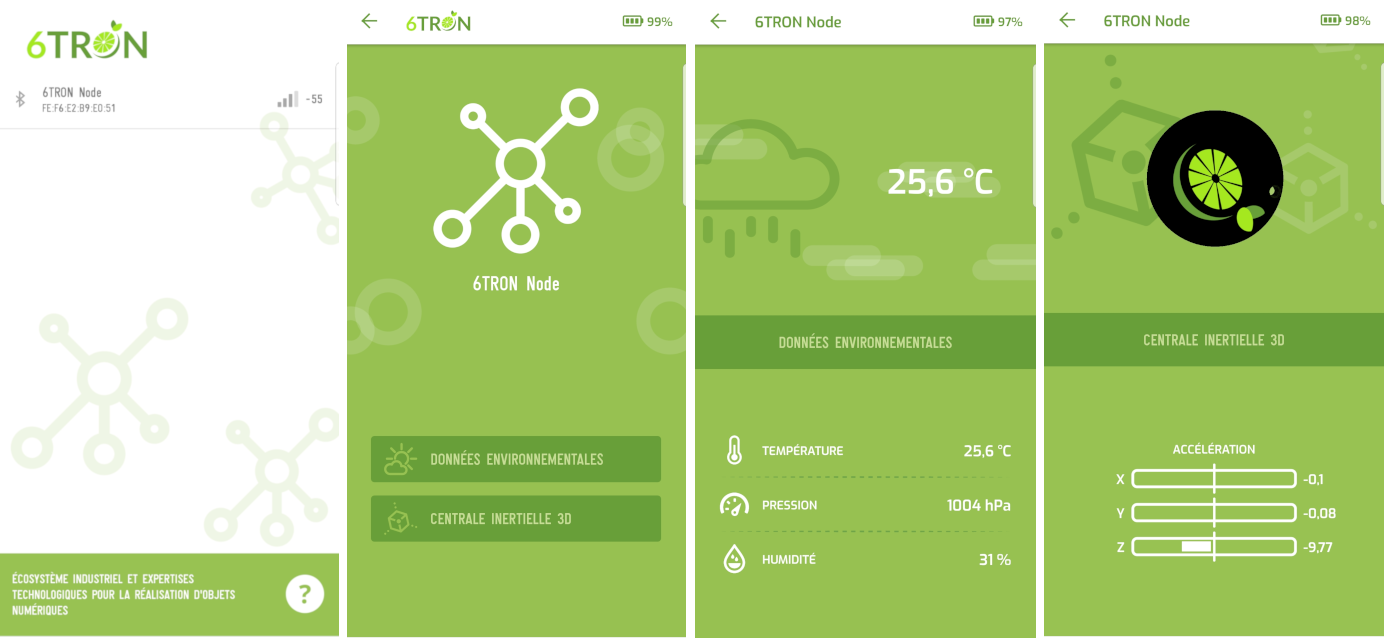 6TRON
6TRON Node
FE:F6:E2:B9:E0:51
-55
ÉCOSYSTÈME INDUSTRIEL ET EXPERTISES
TECHNOLOGIQUES POUR LA RÉALISATION D'OBJETS
NUMÉRIQUES
?
6TRON
99%
6TRON Node
DONNÉES ENVIRONNEMENTALES
CENTRALE INERTIELLE 3D
6TRON Node
97%
25,6 °C
DONNÉES ENVIRONNEMENTALES
TEMPÉRATURE 25,6 °C
PRESSION 1004 hPa
HUMIDITÉ 31 %
6TRON Node
98%
CENTRALE INERTIELLE 3D
ACCÉLÉRATION
X -0,1
Y -0,08
Z -9,77